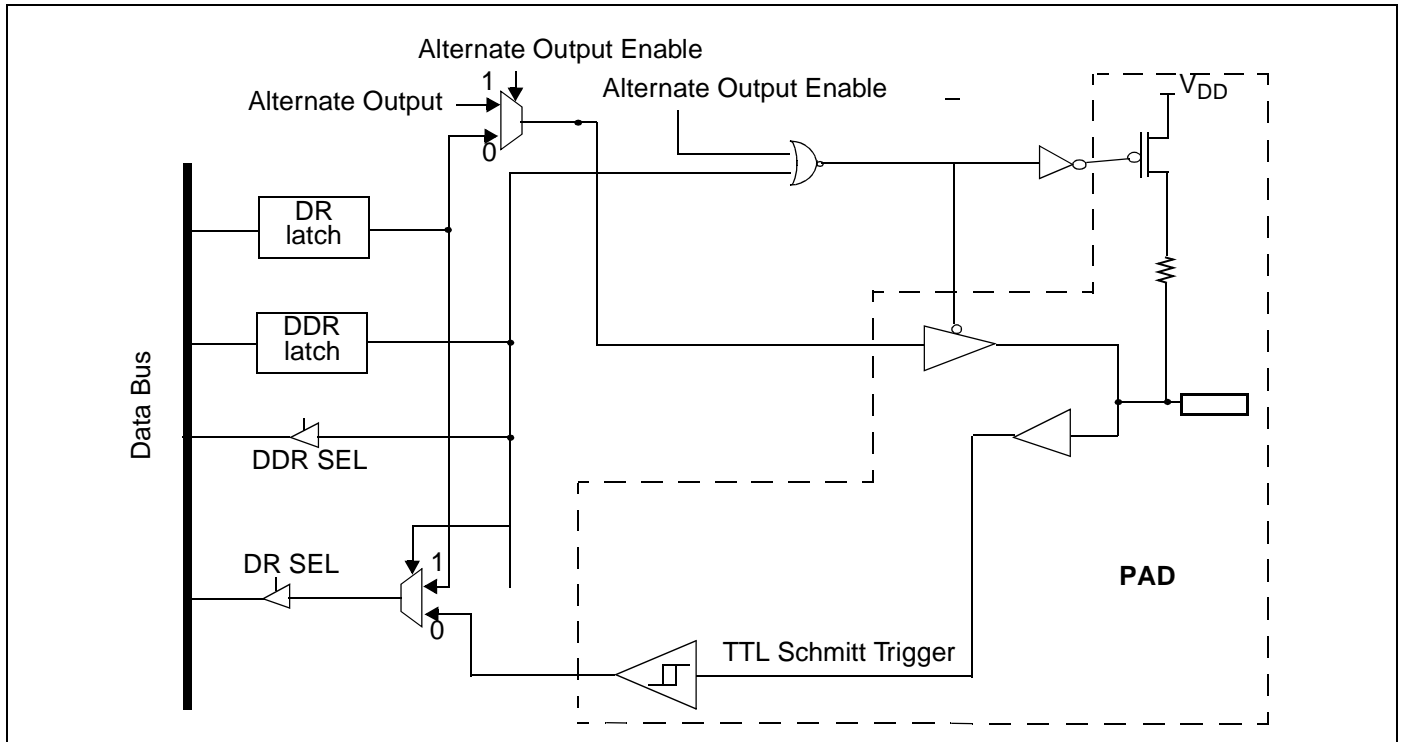 Alternate Output Enable
1
Alternate Output
0
Alternate Output Enable
VDD
DR
latch
DDR
latch
Data Bus
DDR SEL
DR SEL
1
0
TTL Schmitt Trigger
PAD